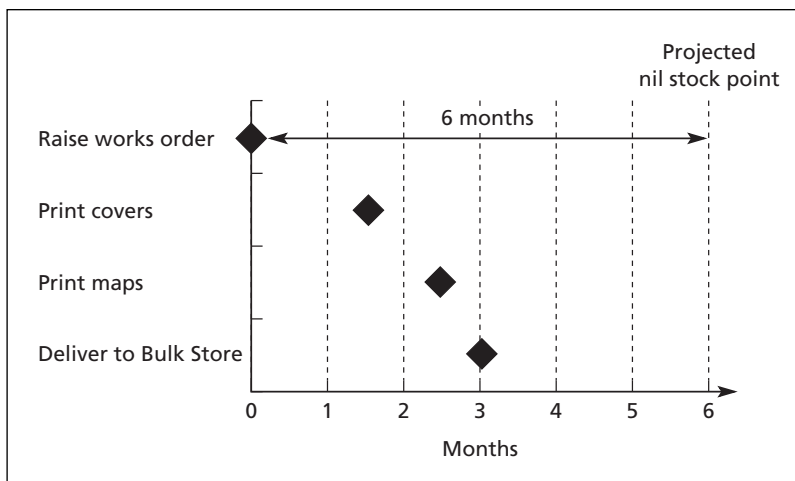 Projected
nil stock point
6 months
Raise works order
Print covers
Print maps
Deliver to Bulk Store
0 1 2 3 4 5 6
Months